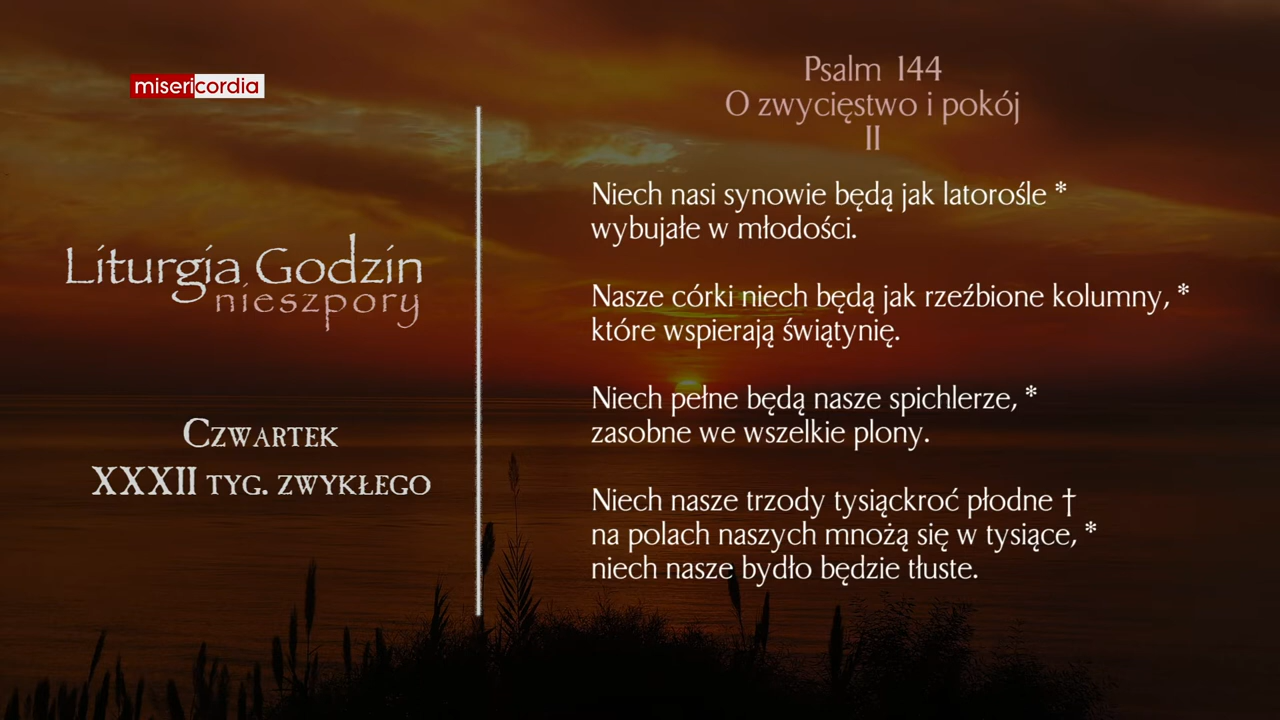 misericordia
Liturgia Godzin
nieszpory
Czwartek
XXXII tyg. zwykłego
Psalm 144
O zwycięstwo i pokój
II
Niech nasi synowie będą jak latorośle *
wybujałe w młodości.
Nasze córki niech będą jak rzeźbione kolumny, *
które wspierają świątynię.
Niech pełne będą nasze spichlerze, *
zasobne we wszelkie plony.
Niech nasze trzody tysiąckroć płodne †
na polach naszych mnożą się w tysiące, *
niech nasze bydło będzie tłuste.